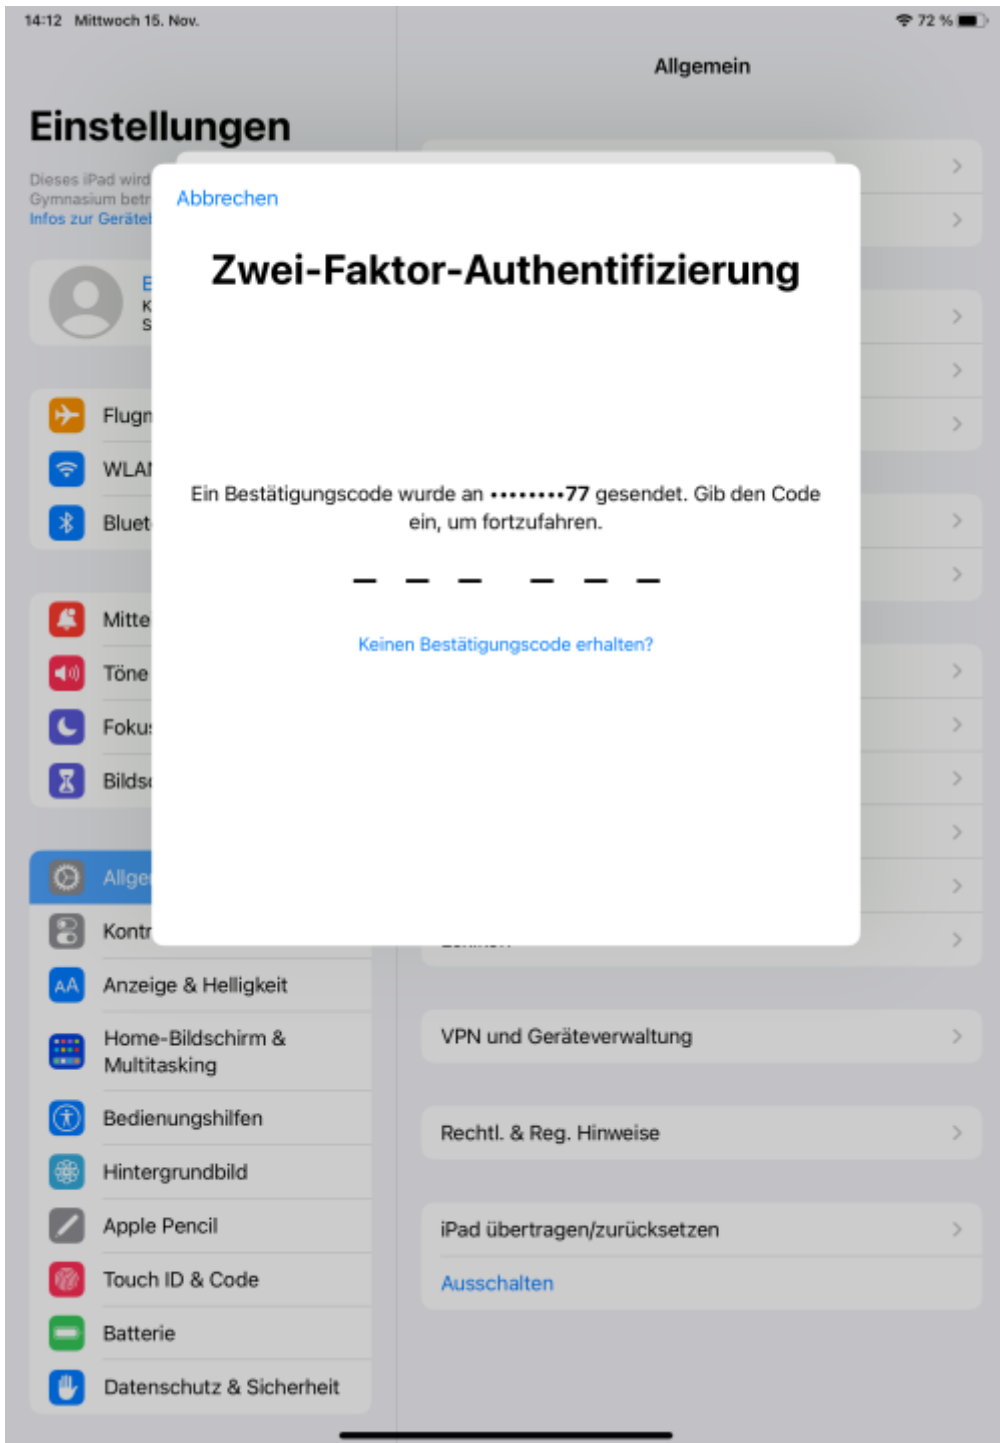 14:12 Mittwoch 15. Nov.
72 %
Allgemein
Einstellungen
Dieses iPad wird
Gymnasium betr
Infos zur Gerätel
Abbrechen
Zwei-Faktor-Authentifizierung
E
K
S
Flugn
WLAN
Bluet
Ein Bestätigungscode wurde an ••••••••77 gesendet. Gib den Code
ein, um fortzufahren.
_ _ _ _ _ _
Keinen Bestätigungscode erhalten?
Mitte
Töne
Fokus
Bildsc
Allge
Kontr
AA
Anzeige & Helligkeit
Home-Bildschirm &
Multitasking
VPN und Geräteverwaltung
Bedienungshilfen
Rechtl. & Reg. Hinweise
Hintergrundbild
Apple Pencil
iPad übertragen/zurücksetzen
Touch ID & Code
Ausschalten
Batterie
Datenschutz & Sicherheit